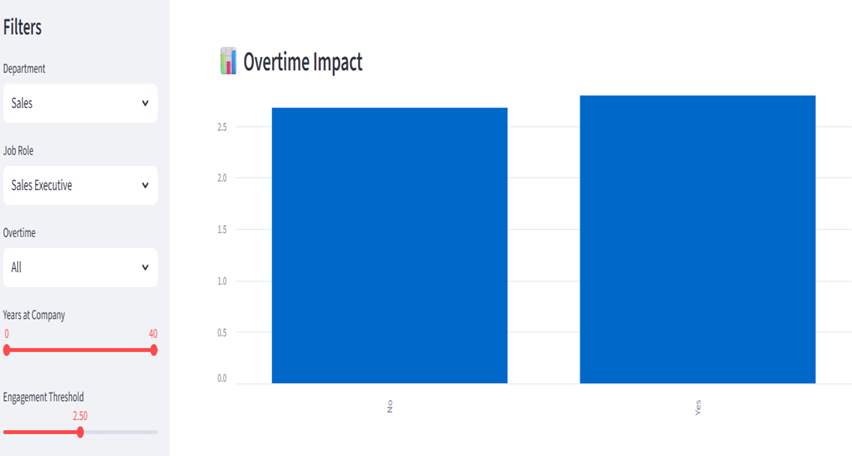 Filters
Department
Sales
Job Role
Sales Executive
Overtime
All
Years at Company
0 40
Engagement Threshold
2.50
📊 Overtime Impact
2.5
2.0
1.5
1.0
0.5
0.0
No Yes